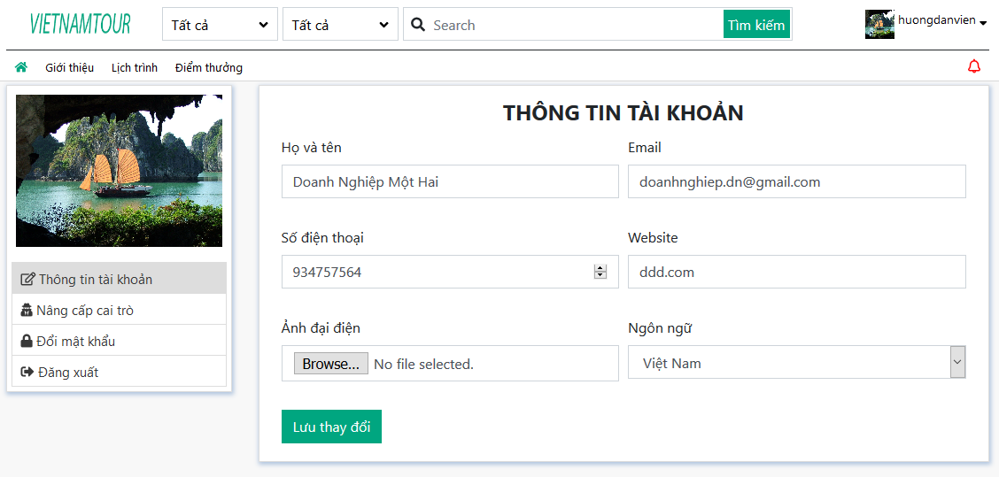 VIETNAMTOUR Tất cả Tất cả Search Tìm kiếm huongdanvien
Giới thiệu Lịch trình Điểm thưởng
THÔNG TIN TÀI KHOẢN
Họ và tên Email
Doanh Nghiệp Một Hai doanhnghiep.dn@gmail.com
Số điện thoại Website
934757564 ddd.com
Thông tin tài khoản
Nâng cấp cai trò
Đổi mật khẩu
Đăng xuất
Ảnh đại điện Ngôn ngữ
Browse... No file selected. Việt Nam
Lưu thay đổi